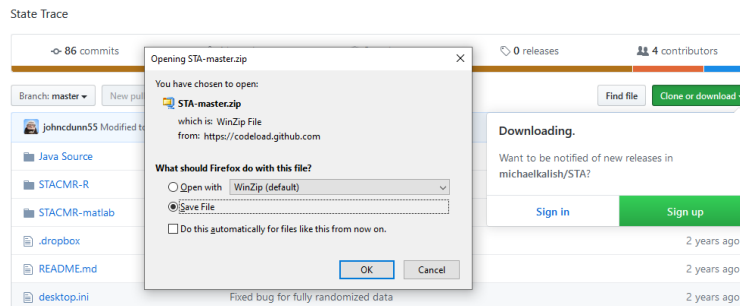 State Trace
86 commits
0 releases
4 contributors
Branch: master
New pul
Find file
Clone or download
johncdunn55 Modified to
Java Source
STACMR-R
STACMR-matlab
.dropbox
2 years ago
README.md
2 years ago
desktop.ini
Fixed bug for fully randomized data
2 years ago
Opening STA-master.zip
You have chosen to open:
STA-master.zip
which is: WinZip File
from: https://codeload.github.com
What should Firefox do with this file?
Open with
WinZip (default)
Save File
Do this automatically for files like this from now on.
OK
Cancel
Downloading.
Want to be notified of new releases in
michaelkalish/STA?
Sign in
Sign up